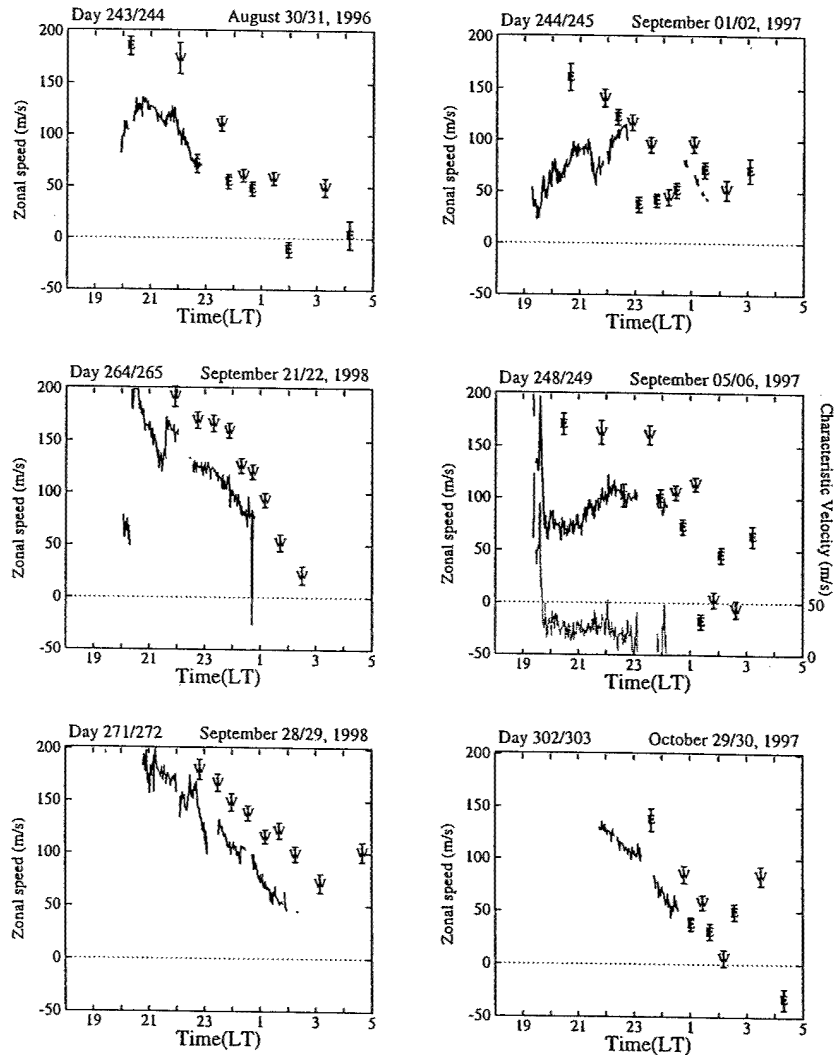 Day 243/244 August 30/31, 1996
200
150
100
50
0
-50
Zonal speed (m/s)
19 21 23 1 3 5
Time(LT)
Day 244/245 September 01/02, 1997
200
150
100
50
0
-50
Zonal speed (m/s)
19 21 23 1 3 5
Time(LT)
Day 264/265 September 21/22, 1998
200
150
100
50
0
-50
Zonal speed (m/s)
19 21 23 1 3 5
Time(LT)
Day 248/249 September 05/06, 1997
200
150
100
50
0
-50
Zonal speed (m/s)
50
0
Characteristic Velocity (m/s)
19 21 23 1 3 5
Time(LT)
Day 271/272 September 28/29, 1998
200
150
100
50
0
-50
Zonal speed (m/s)
19 21 23 1 3 5
Time(LT)
Day 302/303 October 29/30, 1997
200
150
100
50
0
-50
Zonal speed (m/s)
19 21 23 1 3 5
Time(LT)